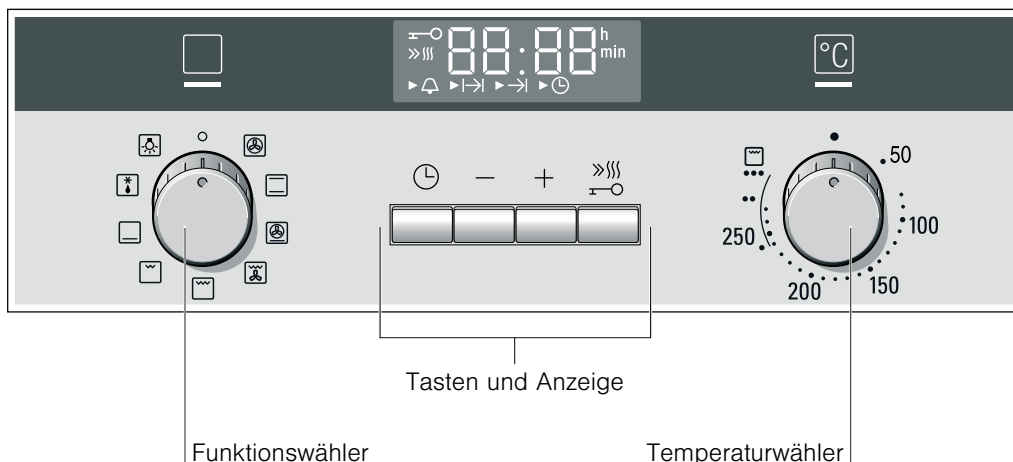 88:88 h
min
°C
50
100
150
200
250
Tasten und Anzeige
Funktionswähler
Temperaturwähler